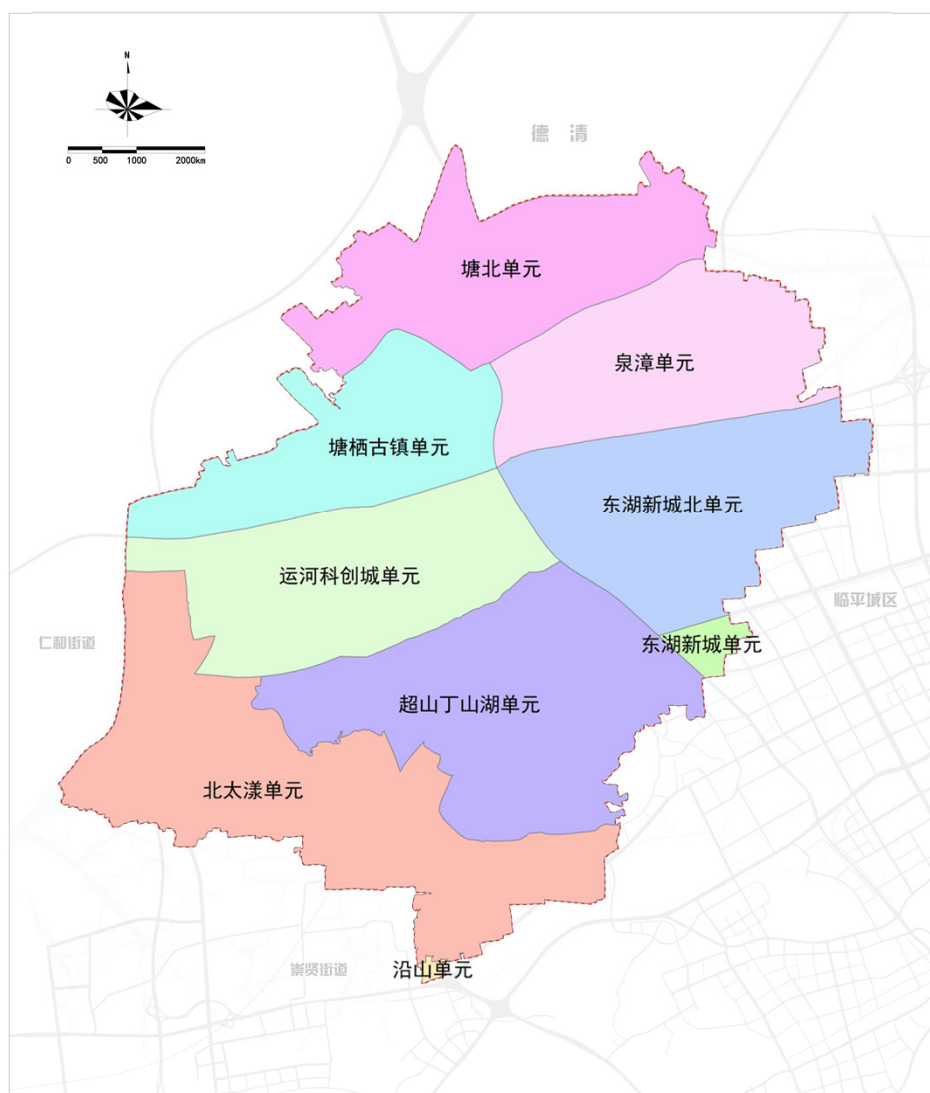 N
0 500 1000 2000km
德 清
塘北单元
泉漳单元
塘栖古镇单元
东湖新城北单元
运河科创城单元
临平城区
仁和街道
东湖新城单元
超山丁山湖单元
北太漾单元
崇贤街道
沿山单元